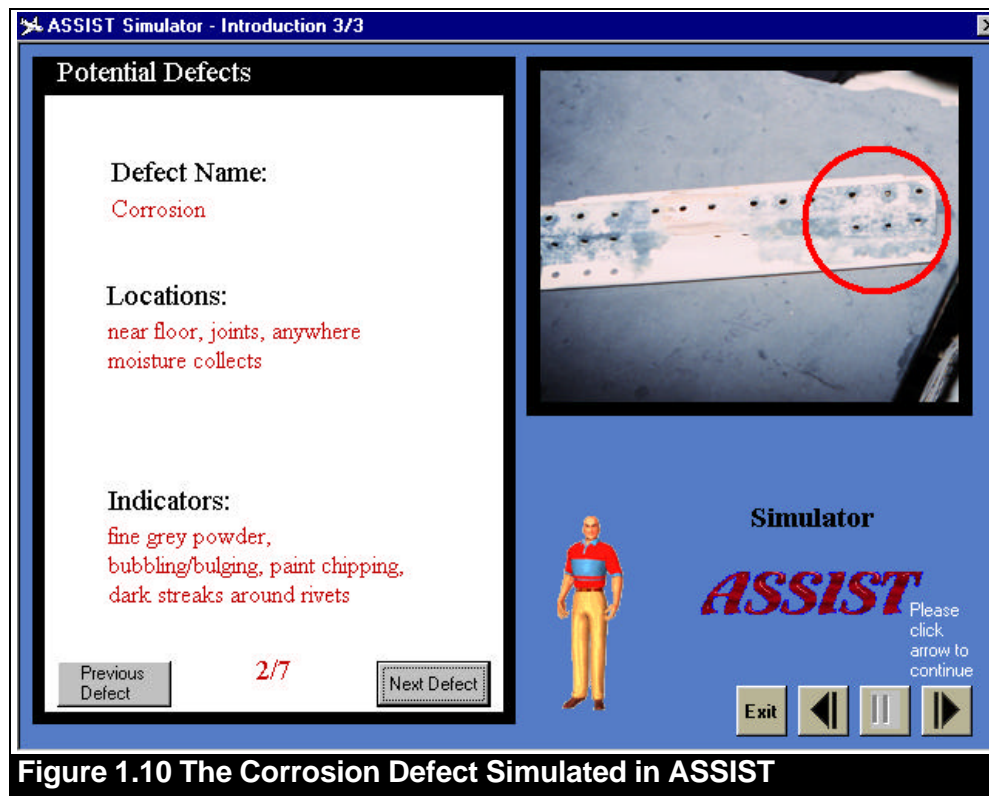 ASSIST Simulator - Introduction 3/3
Potential Defects
Defect Name:
Corrosion
Locations:
near floor, joints, anywhere
moisture collects
Indicators:
fine grey powder,
bubbling/bulging, paint chipping,
dark streaks around rivets
Previous
Defect
2/7
Next Defect
Simulator
ASSIST
Please
click
arrow to
continue
Exit
Figure 1.10 The Corrosion Defect Simulated in ASSIST